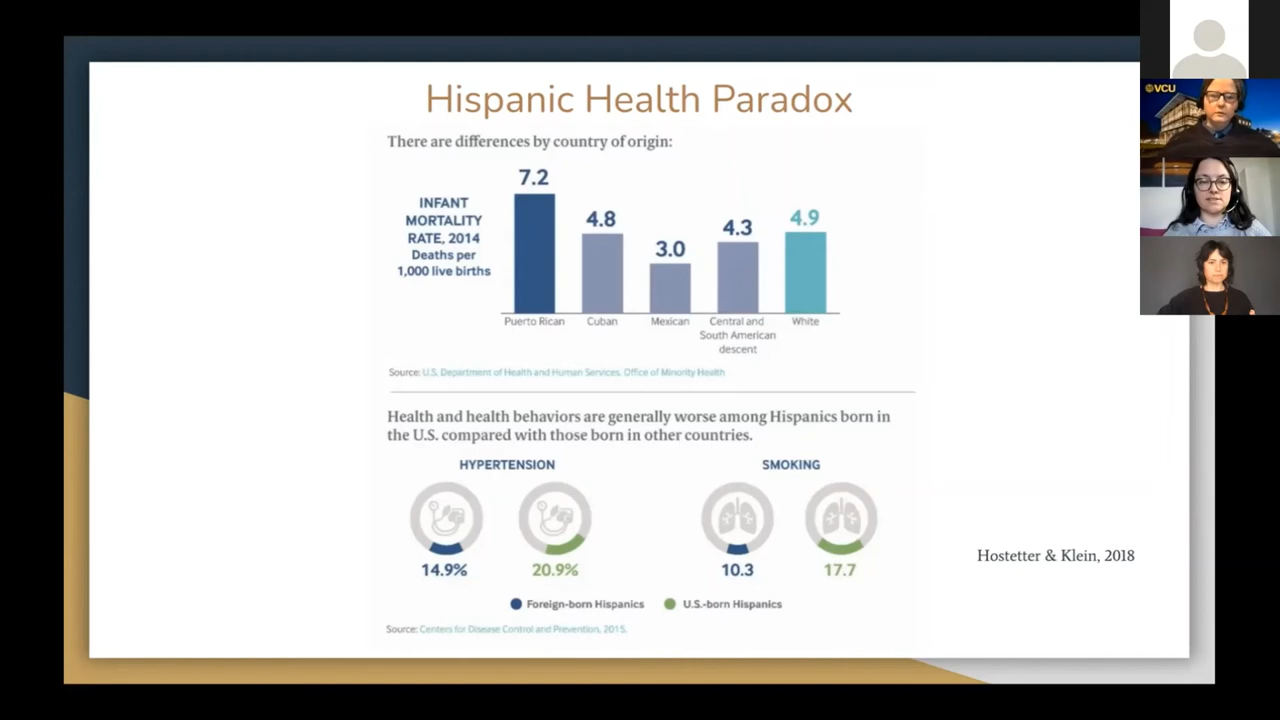 Hispanic Health Paradox
There are differences by country of origin:
INFANT
MORTALITY
RATE, 2014
Deaths per
1,000 live births
7.2
4.8
3.0
4.3
4.9
Puerto Rican
Cuban
Mexican
Central and
South American
descent
White
Source: U.S. Department of Health and Human Services, Office of Minority Health
Health and health behaviors are generally worse among Hispanics born in
the U.S. compared with those born in other countries.
HYPERTENSION
SMOKING
14.9%
20.9%
10.3
17.7
Foreign-born Hispanics
U.S.-born Hispanics
Source: Centers for Disease Control and Prevention, 2015.
Hostetter & Klein, 2018
VCU